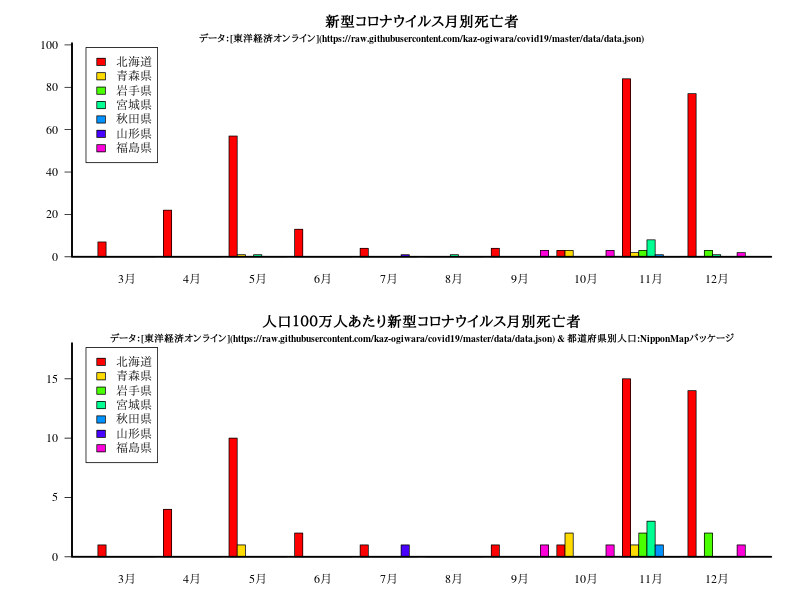 新型コロナウイルス月別死亡者
データ:[東洋経済オンライン](https://raw.githubusercontent.com/kaz-ogiwara/covid19/master/data/data.json)
100
80
60
40
20
0
北海道
青森県
岩手県
宮城県
秋田県
山形県
福島県
3月 4月 5月 6月 7月 8月 9月 10月 11月 12月
人口100万人あたり新型コロナウイルス月別死亡者
データ:[東洋経済オンライン](https://raw.githubusercontent.com/kaz-ogiwara/covid19/master/data/data.json) & 都道府県別人口:NipponMapパッケージ
15
10
5
0
北海道
青森県
岩手県
宮城県
秋田県
山形県
福島県
3月 4月 5月 6月 7月 8月 9月 10月 11月 12月